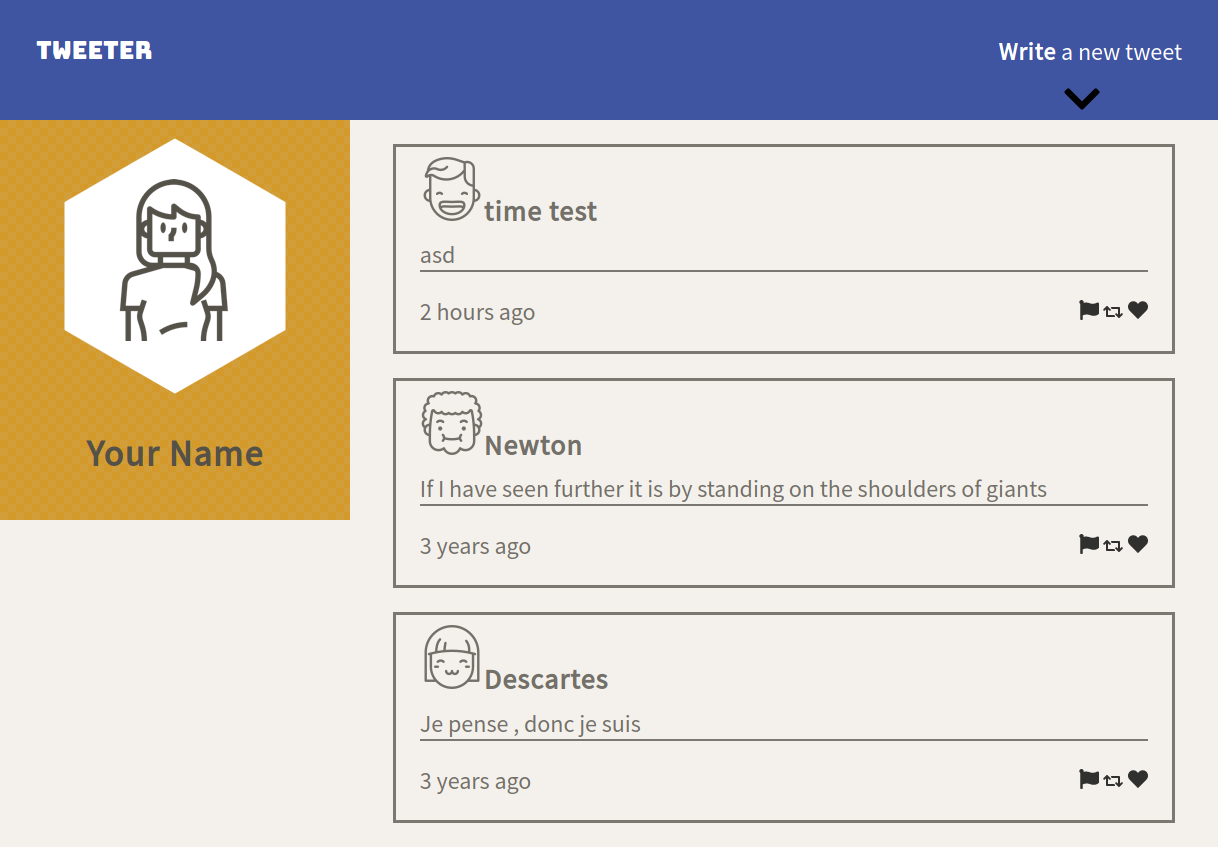 TWEETER
Write a new tweet
Your Name
time test
asd
2 hours ago
Newton
If I have seen further it is by standing on the shoulders of giants
3 years ago
Descartes
Je pense , donc je suis
3 years ago